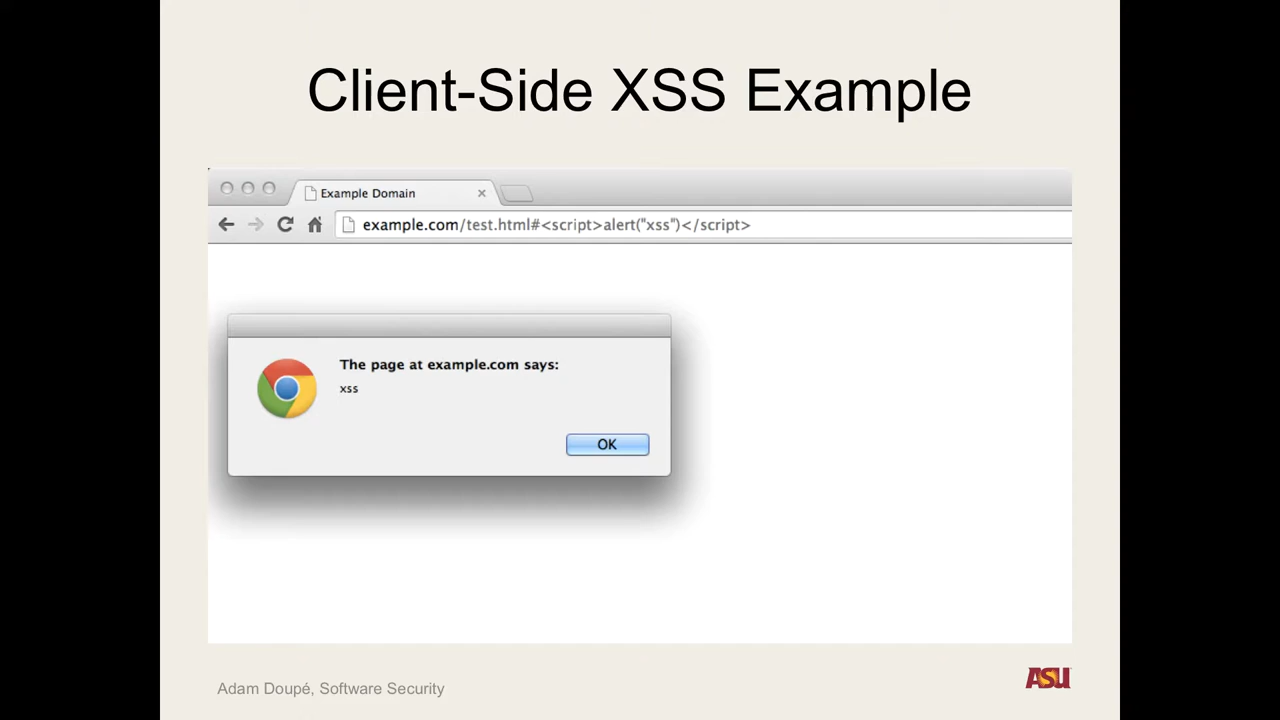 Client-Side XSS Example
Example Domain
example.com/test.html#<script>alert("xss")</script>
The page at example.com says:
xss
OK
Adam Doupé, Software Security
ASU